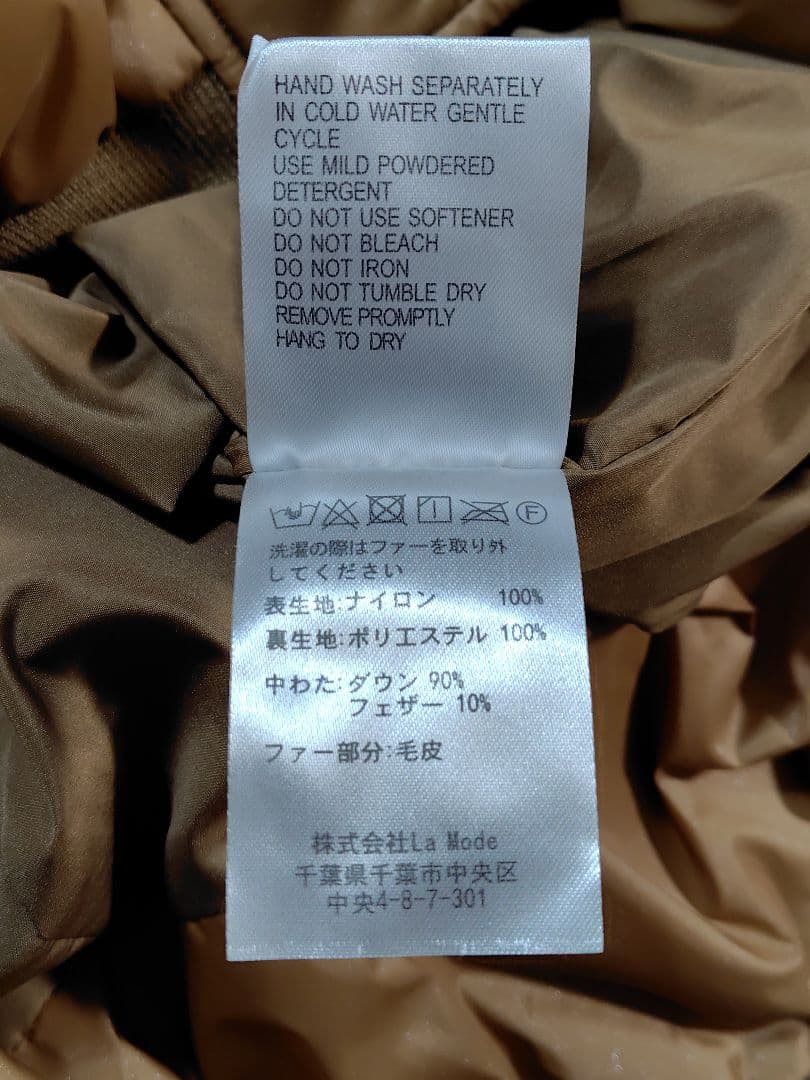 HAND WASH SEPARATELY
IN COLD WATER GENTLE
CYCLE
USE MILD POWDERED
DETERGENT
DO NOT USE SOFTENER
DO NOT BLEACH
DO NOT IRON
DO NOT TUMBLE DRY
REMOVE PROMPTLY
HANG TO DRY
F
洗濯の際はファーを取り外
してください
表生地:ナイロン 100%
裏生地:ポリエステル 100%
中わた:ダウン 90%
フェザー 10%
ファー部分:毛皮
株式会社La Mode
千葉県千葉市中央区
中央4-8-7-301